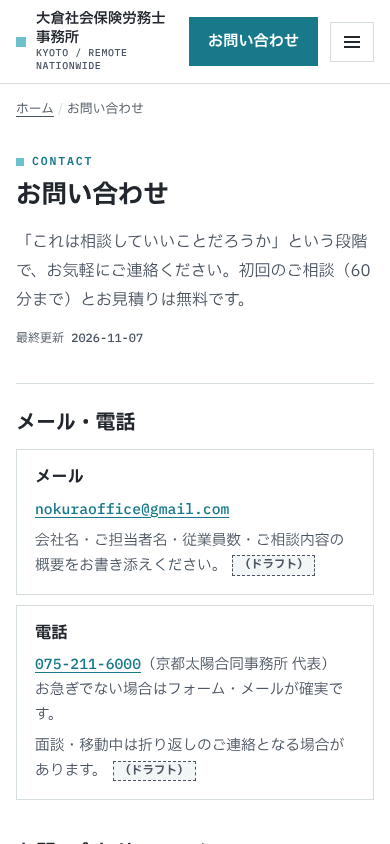 大倉社会保険労務士
事務所
KYOTO / REMOTE
NATIONWIDE
お問い合わせ
ホーム / お問い合わせ
CONTACT
お問い合わせ
「これは相談していいことだろうか」という段階
で、お気軽にご連絡ください。初回のご相談（60
分まで）とお見積りは無料です。
最終更新 2026-11-07
メール・電話
メール
nokuraoffice@gmail.com
会社名・ご担当者名・従業員数・ご相談内容の
概要をお書き添えください。 （ドラフト）
電話
075-211-6000（京都太陽合同事務所 代表）
お急ぎでない場合はフォーム・メールが確実で
す。
面談・移動中は折り返しのご連絡となる場合が
あります。 （ドラフト）